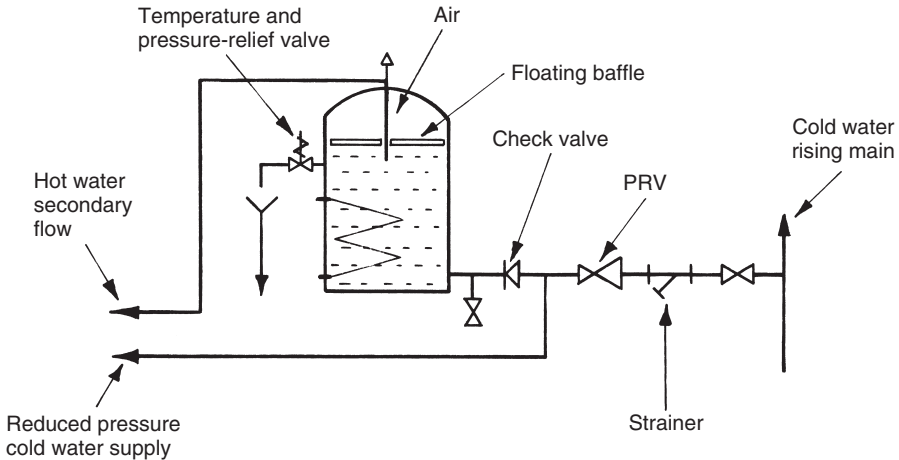 Temperature and
pressure-relief valve
Air
Floating baffle
Check valve
Cold water
rising main
PRV
Hot water
secondary
flow
Strainer
Reduced pressure
cold water supply